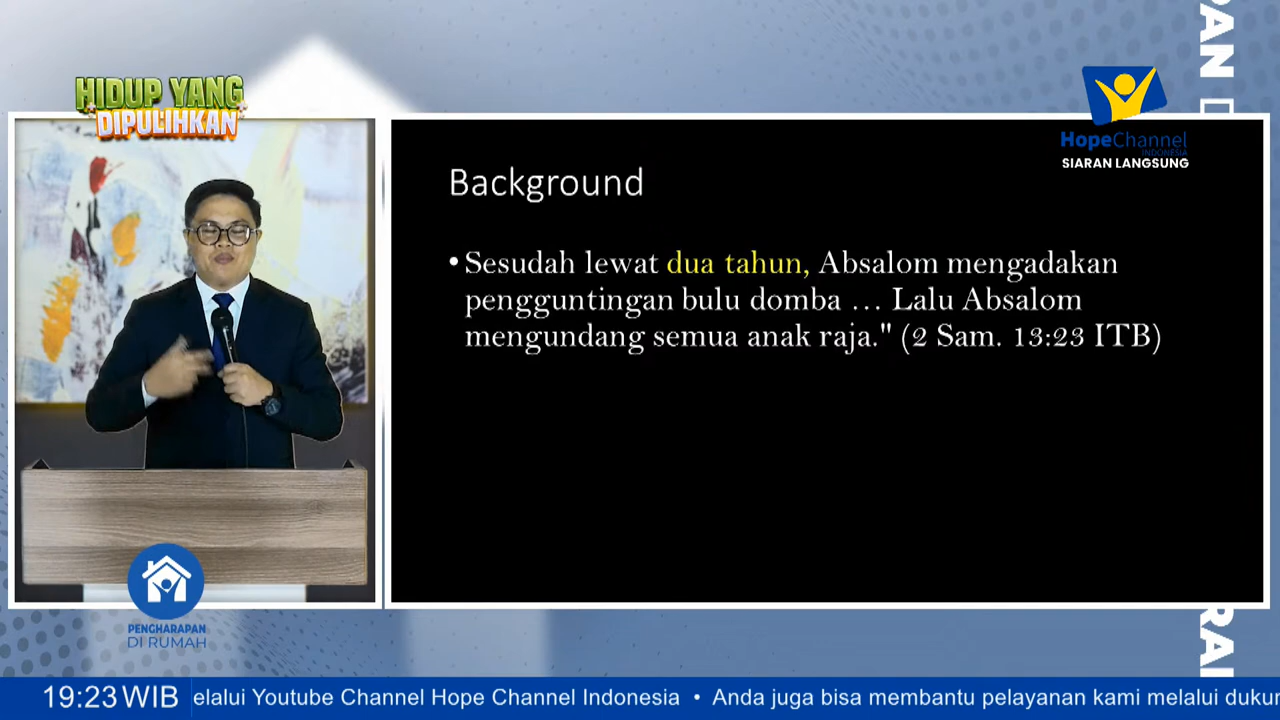 HIDUP YANG
DIPULIHKAN
HopeChannel
INDONESIA
SIARAN LANGSUNG
Background
•Sesudah lewat dua tahun, Absalom mengadakan
pengguntingan bulu domba … Lalu Absalom
mengundang semua anak raja." (2 Sam. 13:23 ITB)
PENGHARAPAN
DI RUMAH
19:23 WIB
elalui Youtube Channel Hope Channel Indonesia • Anda juga bisa membantu pelayanan kami melalui duku